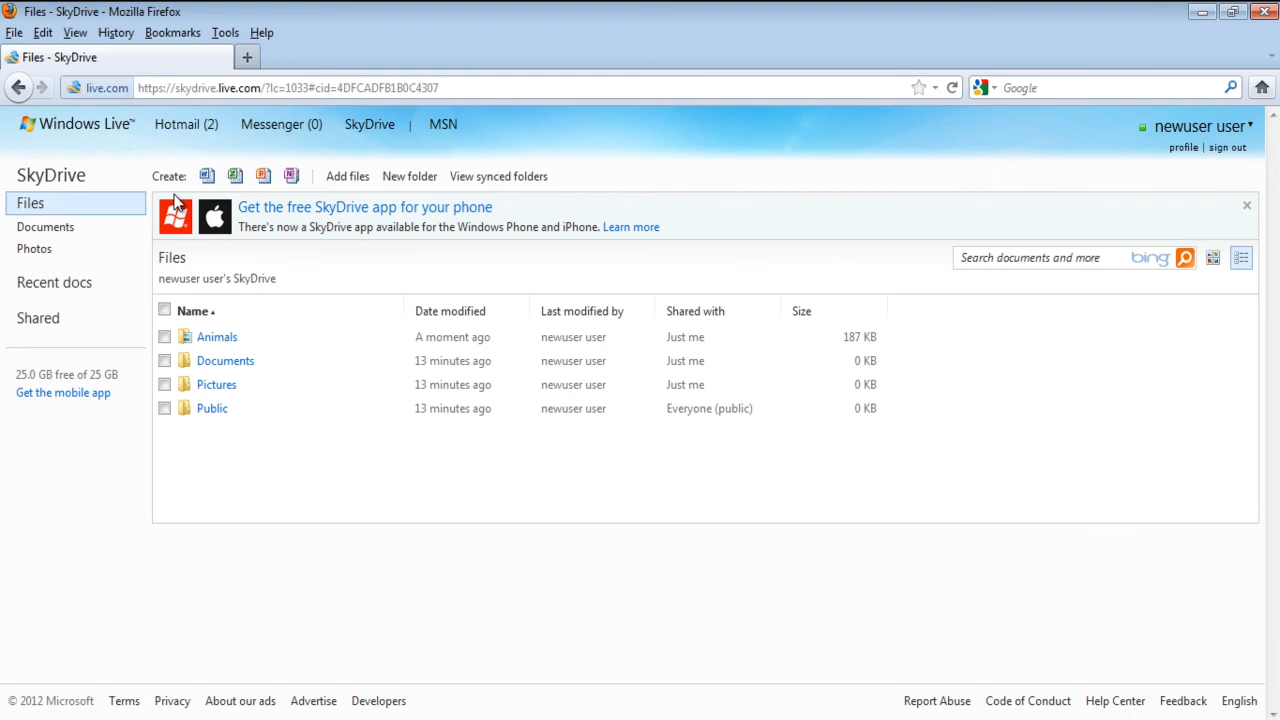 Files - SkyDrive - Mozilla Firefox
File Edit View History Bookmarks Tools Help
Files - SkyDrive +
live.com https://skydrive.live.com/?lc=1033#cid=4DFCADFB1B0C4307 Google
Windows Live™ Hotmail (2) Messenger (0) SkyDrive | MSN newuser user
profile | sign out
SkyDrive Create: Add files New folder View synced folders
Files
Documents
Photos
Recent docs
Shared
25.0 GB free of 25 GB
Get the mobile app
Get the free SkyDrive app for your phone
There's now a SkyDrive app available for the Windows Phone and iPhone. Learn more
Files
newuser user's SkyDrive
Search documents and more bing
Name Date modified Last modified by Shared with Size
Animals A moment ago newuser user Just me 187 KB
Documents 13 minutes ago newuser user Just me 0 KB
Pictures 13 minutes ago newuser user Just me 0 KB
Public 13 minutes ago newuser user Everyone (public) 0 KB
© 2012 Microsoft Terms Privacy About our ads Advertise Developers Report Abuse Code of Conduct Help Center Feedback English